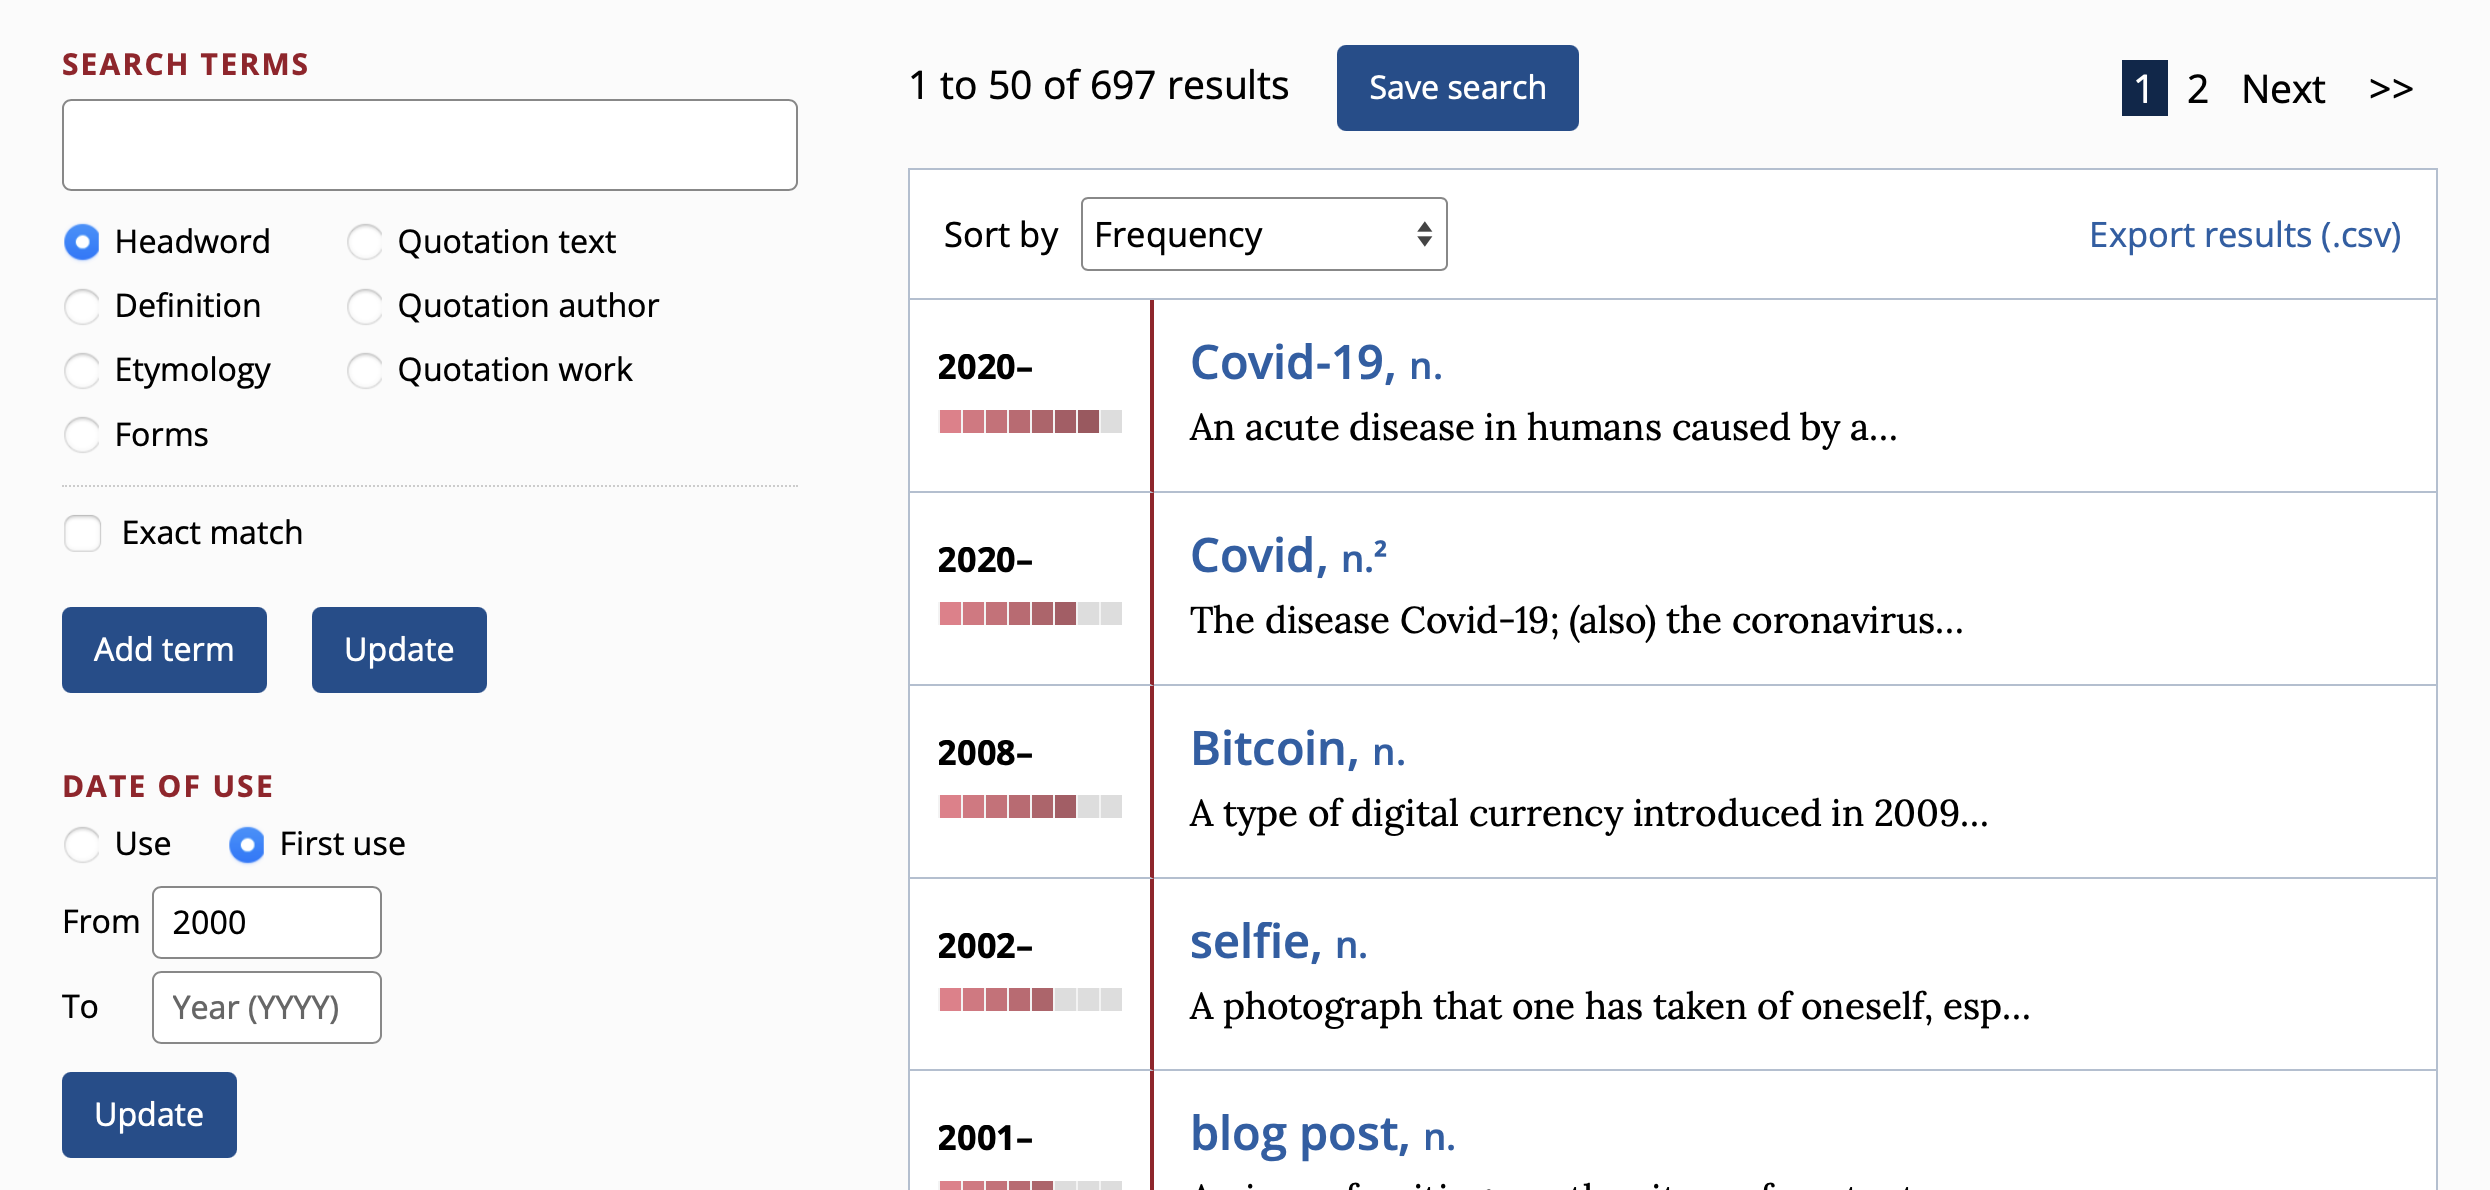 SEARCH TERMS
Headword
Quotation text
Definition
Quotation author
Etymology
Quotation work
Forms
Exact match
Add term
Update
DATE OF USE
Use
First use
From 2000
To Year (YYYY)
Update
1 to 50 of 697 results
Save search
1 2 Next >>
Sort by Frequency
Export results (.csv)
2020–
Covid-19, n.
An acute disease in humans caused by a...
2020–
Covid, n.²
The disease Covid-19; (also) the coronavirus...
2008–
Bitcoin, n.
A type of digital currency introduced in 2009...
2002–
selfie, n.
A photograph that one has taken of oneself, esp...
2001–
blog post, n.